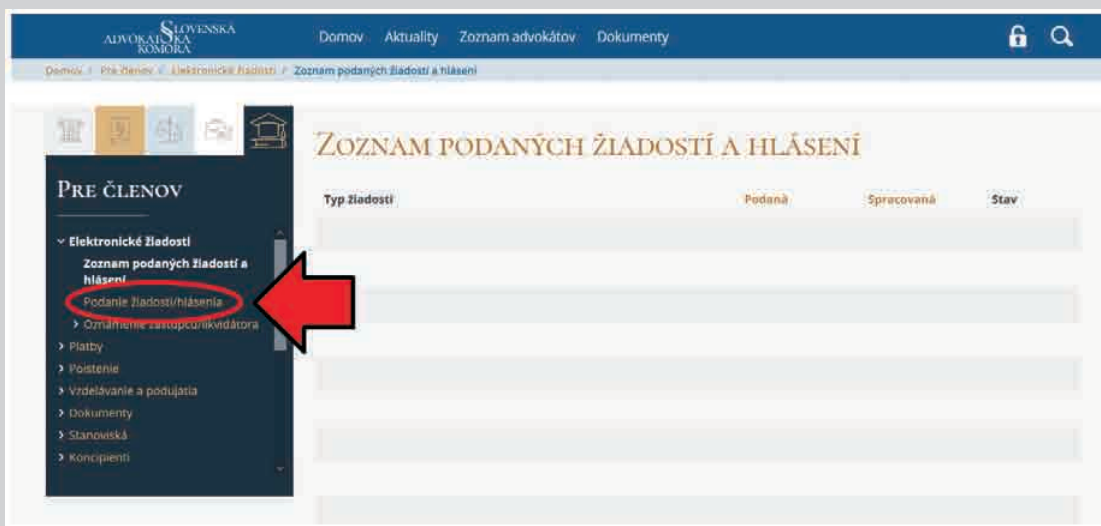 SLOVENSKÁ
ADVOKÁTSKA
KOMORA
Domov Aktuality Zoznam advokátov Dokumenty
Domov / Pre členov / Elektronické žiadosti / Zoznam podaných žiadostí a hlásení
ZOZNAM PODANÝCH ŽIADOSTÍ A HLÁSENÍ
PRE ČLENOV
Typ žiadosti Podaná Spracovaná Stav
Elektronické žiadosti
Zoznam podaných žiadostí a
hlásení
Podanie žiadosti/hlásenia
Oznámenie zástupcu/likvidátora
Platby
Poistenie
Vzdelávanie a podujatia
Dokumenty
Stanoviská
Koncipienti